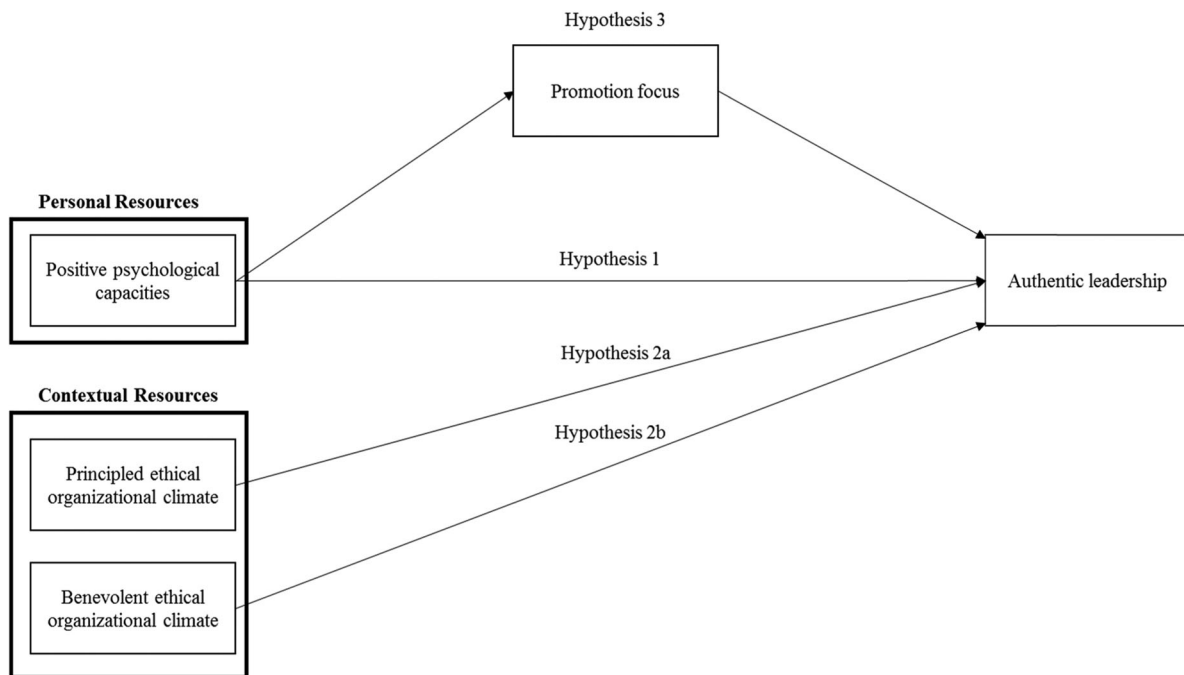 Hypothesis 3
Promotion focus
Personal Resources
Positive psychological
capacities
Hypothesis 1
Authentic leadership
Hypothesis 2a
Contextual Resources
Hypothesis 2b
Principled ethical
organizational climate
Benevolent ethical
organizational climate